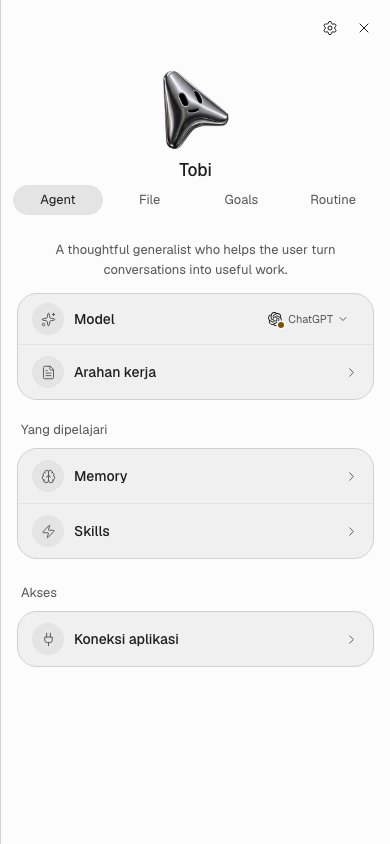 Tobi
Agent
File
Goals
Routine
A thoughtful generalist who helps the user turn
conversations into useful work.
Model
ChatGPT
Arahan kerja
Yang dipelajari
Memory
Skills
Akses
Koneksi aplikasi